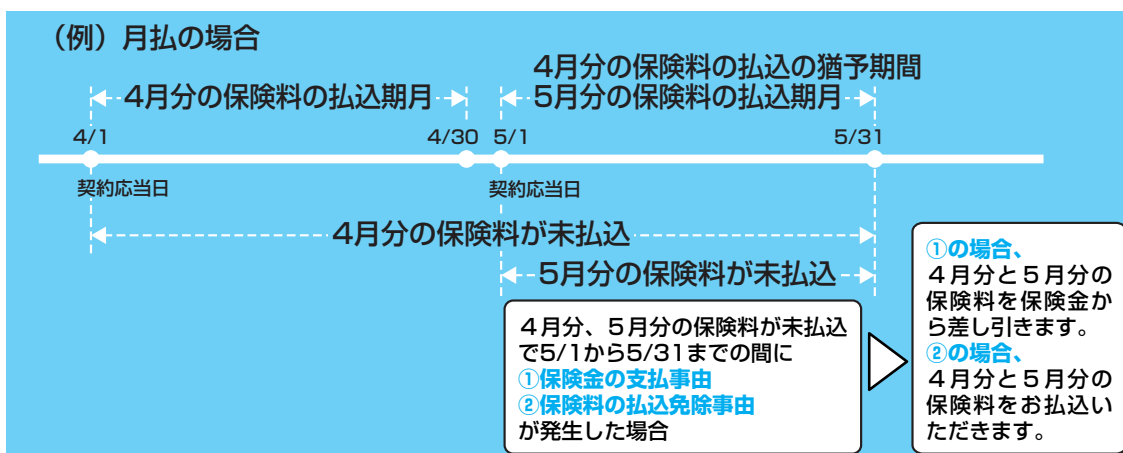 （例）月払の場合
4月分の保険料の払込の猶予期間
4月分の保険料の払込期月
5月分の保険料の払込期月
4/1
4/30
5/1
5/31
契約応当日
契約応当日
4月分の保険料が未払込
5月分の保険料が未払込
４月分、５月分の保険料が未払込
で5/1から5/31までの間に
①保険金の支払事由
②保険料の払込免除事由
が発生した場合
①の場合、
４月分と５月分の
保険料を保険金か
ら差し引きます。
②の場合、
４月分と５月分の
保険料をお払込い
ただきます。